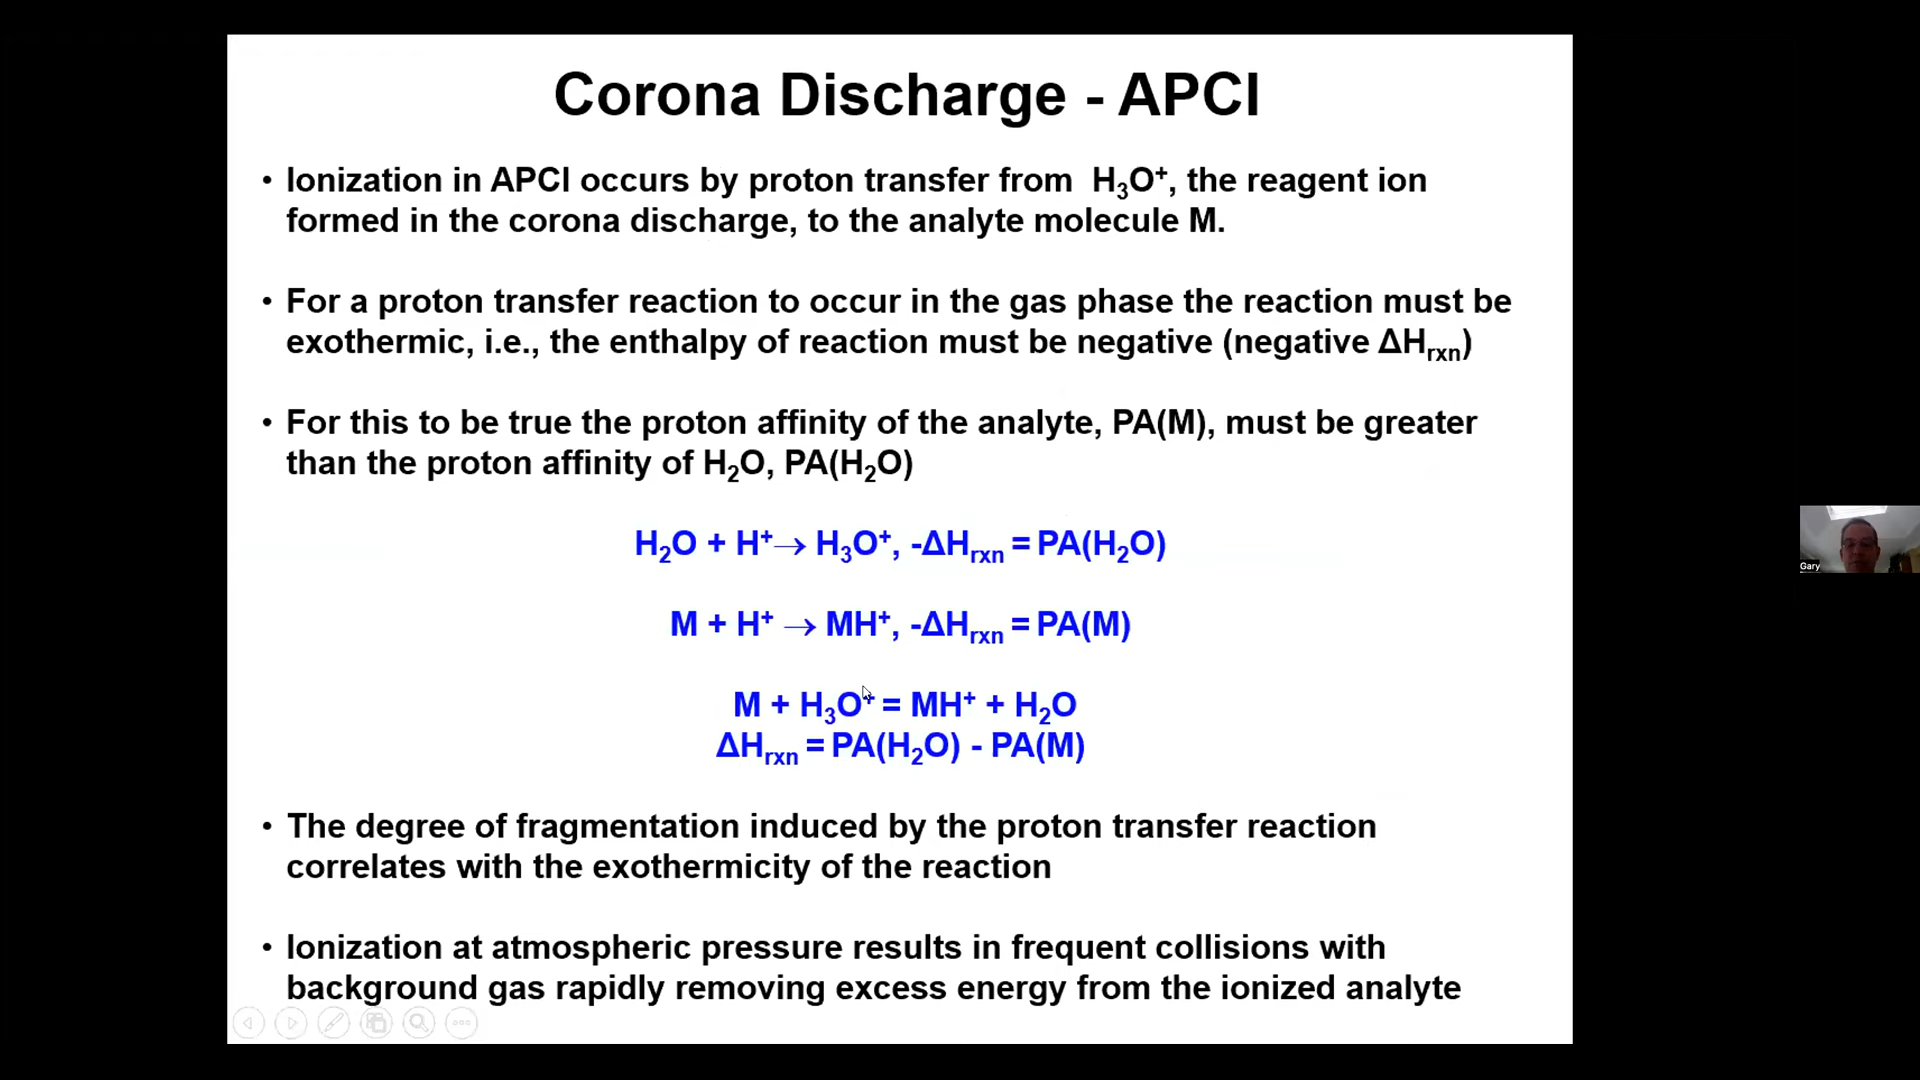 Corona Discharge - APCI
• Ionization in APCI occurs by proton transfer from H₃O⁺, the reagent ion
formed in the corona discharge, to the analyte molecule M.
• For a proton transfer reaction to occur in the gas phase the reaction must be
exothermic, i.e., the enthalpy of reaction must be negative (negative ΔHrxn)
• For this to be true the proton affinity of the analyte, PA(M), must be greater
than the proton affinity of H₂O, PA(H₂O)
H₂O + H⁺→ H₃O⁺, -ΔHrxn = PA(H₂O)
M + H⁺ → MH⁺, -ΔHrxn = PA(M)
M + H₃O⁺ = MH⁺ + H₂O
ΔHrxn = PA(H₂O) - PA(M)
• The degree of fragmentation induced by the proton transfer reaction
correlates with the exothermicity of the reaction
• Ionization at atmospheric pressure results in frequent collisions with
background gas rapidly removing excess energy from the ionized analyte
Gary